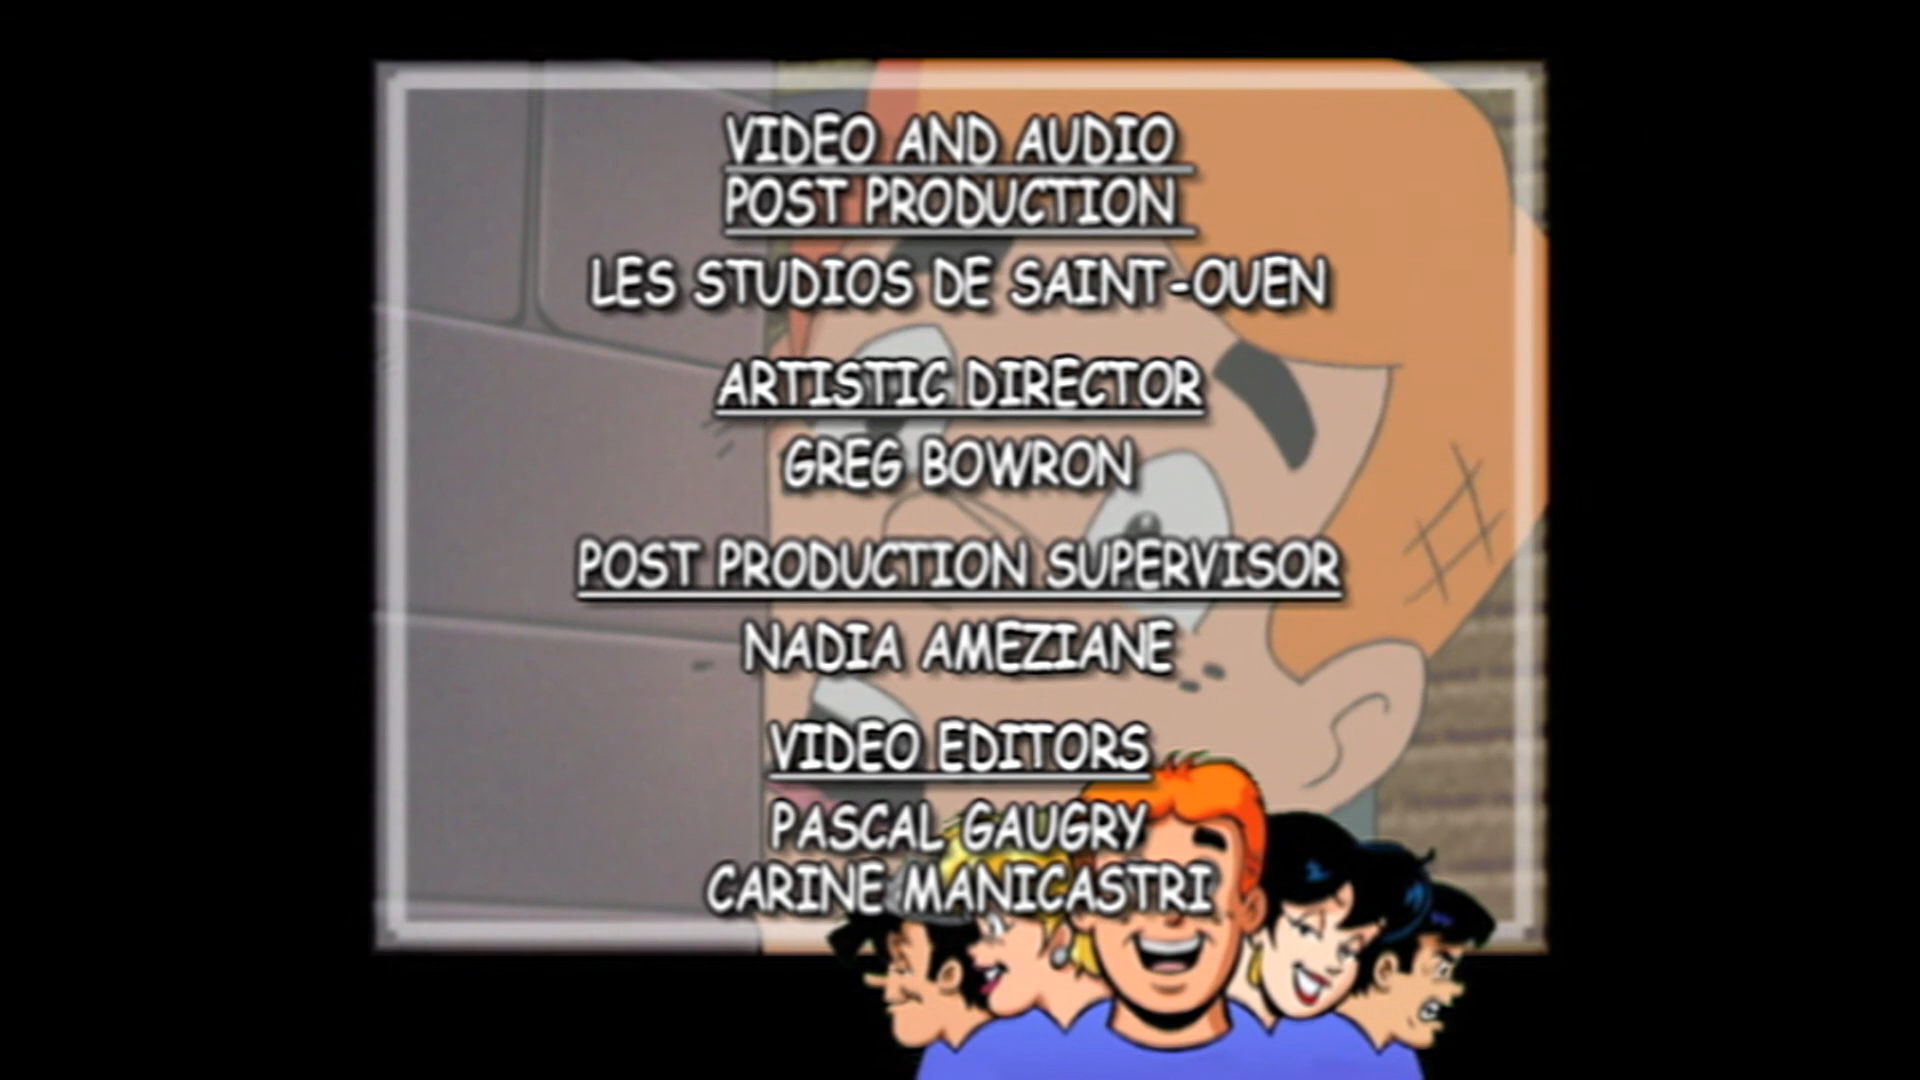 VIDEO AND AUDIO
POST PRODUCTION
LES STUDIOS DE SAINT-OUEN
ARTISTIC DIRECTOR
GREG BOWRON
POST PRODUCTION SUPERVISOR
NADIA AMEZIANE
VIDEO EDITORS
PASCAL GAUGRY
CARINE MANICASTRI